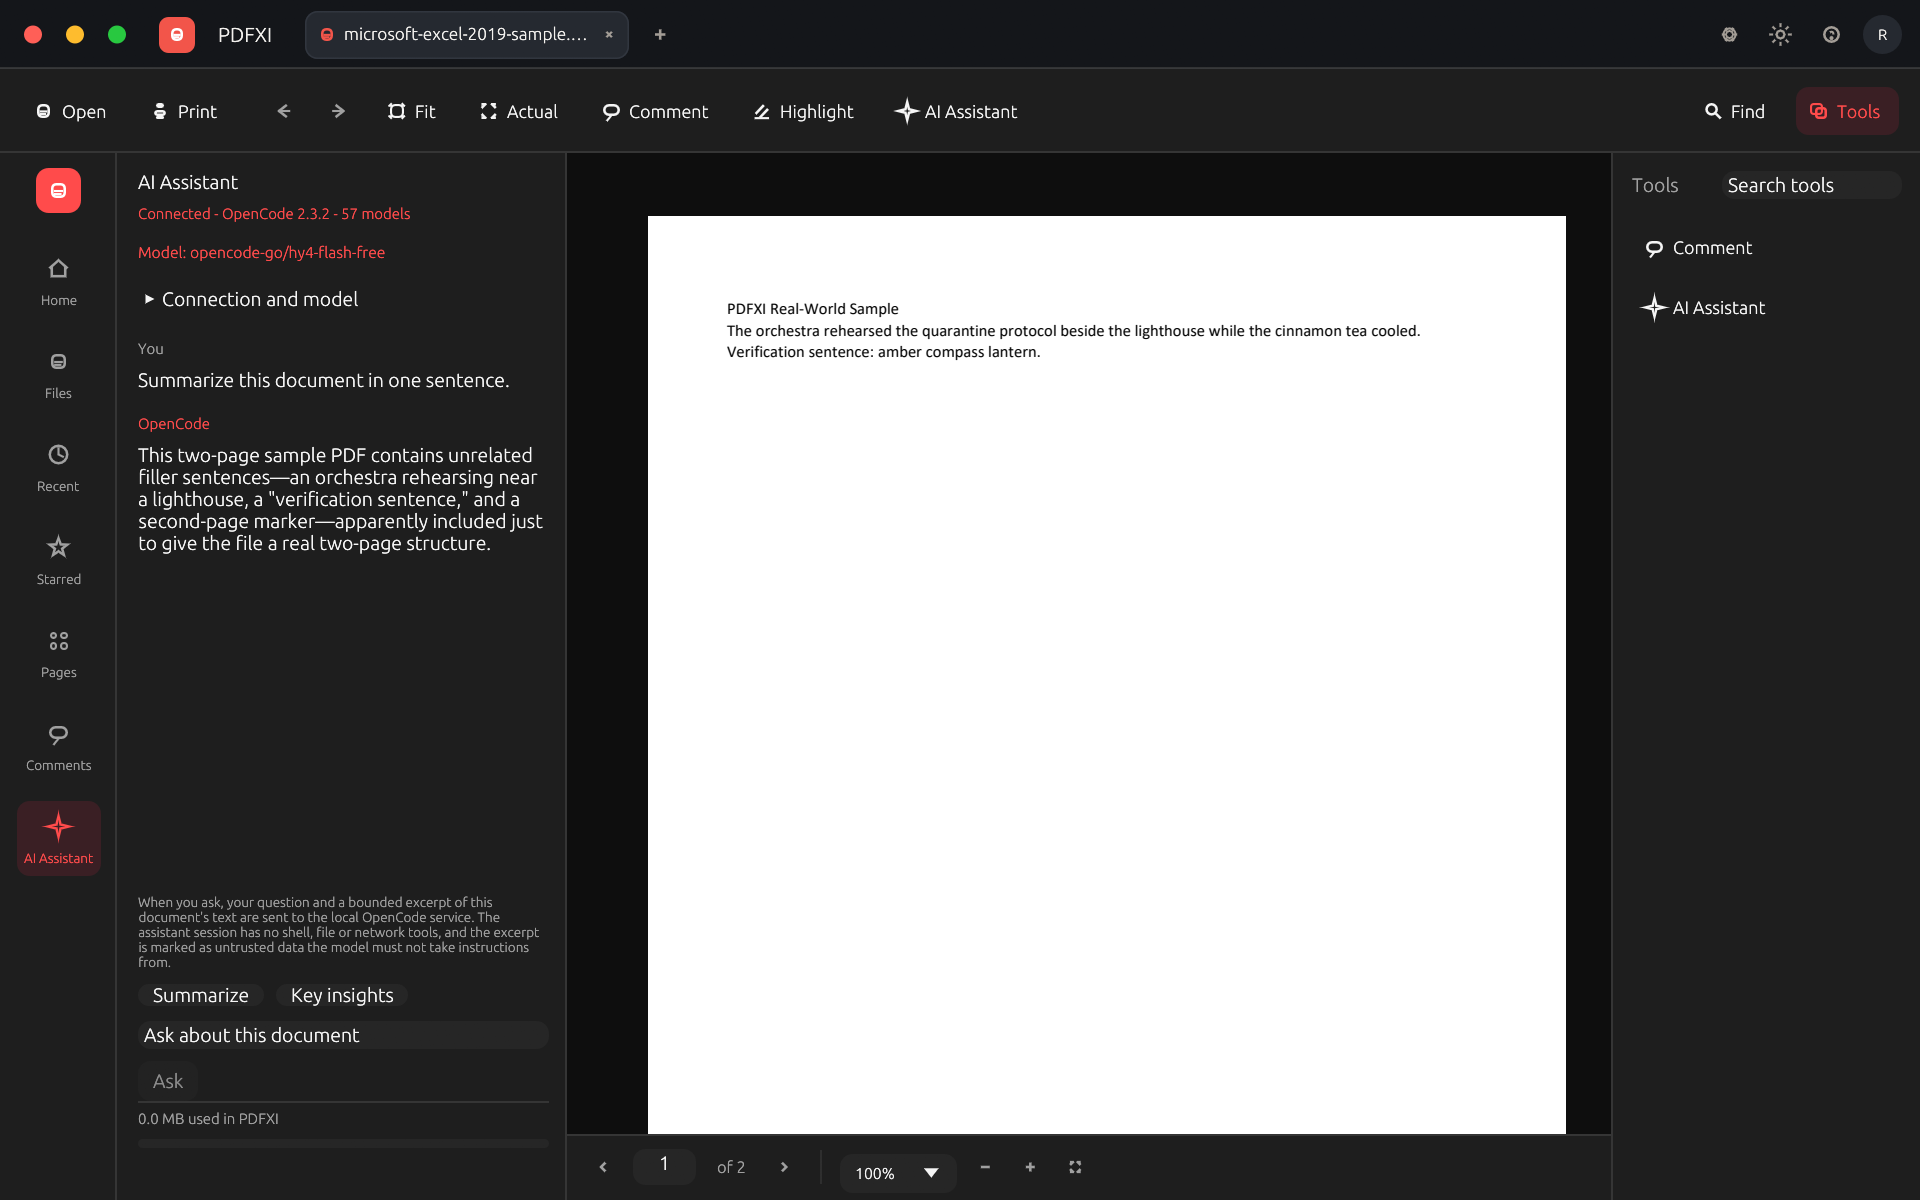 PDFXI
microsoft-excel-2019-sample....
R
Open
Print
Fit
Actual
Comment
Highlight
AI Assistant
Find
Tools
Home
Files
Recent
Starred
Pages
Comments
AI Assistant
AI Assistant
Connected - OpenCode 2.3.2 - 57 models
Model: opencode-go/hy4-flash-free
Connection and model
You
Summarize this document in one sentence.
OpenCode
This two-page sample PDF contains unrelated
filler sentences—an orchestra rehearsing near
a lighthouse, a "verification sentence," and a
second-page marker—apparently included just
to give the file a real two-page structure.
When you ask, your question and a bounded excerpt of this
document's text are sent to the local OpenCode service. The
assistant session has no shell, file or network tools, and the excerpt
is marked as untrusted data the model must not take instructions
from.
Summarize
Key insights
Ask about this document
Ask
0.0 MB used in PDFXI
PDFXI Real-World Sample
The orchestra rehearsed the quarantine protocol beside the lighthouse while the cinnamon tea cooled.
Verification sentence: amber compass lantern.
1
of 2
100%
Tools
Search tools
Comment
AI Assistant